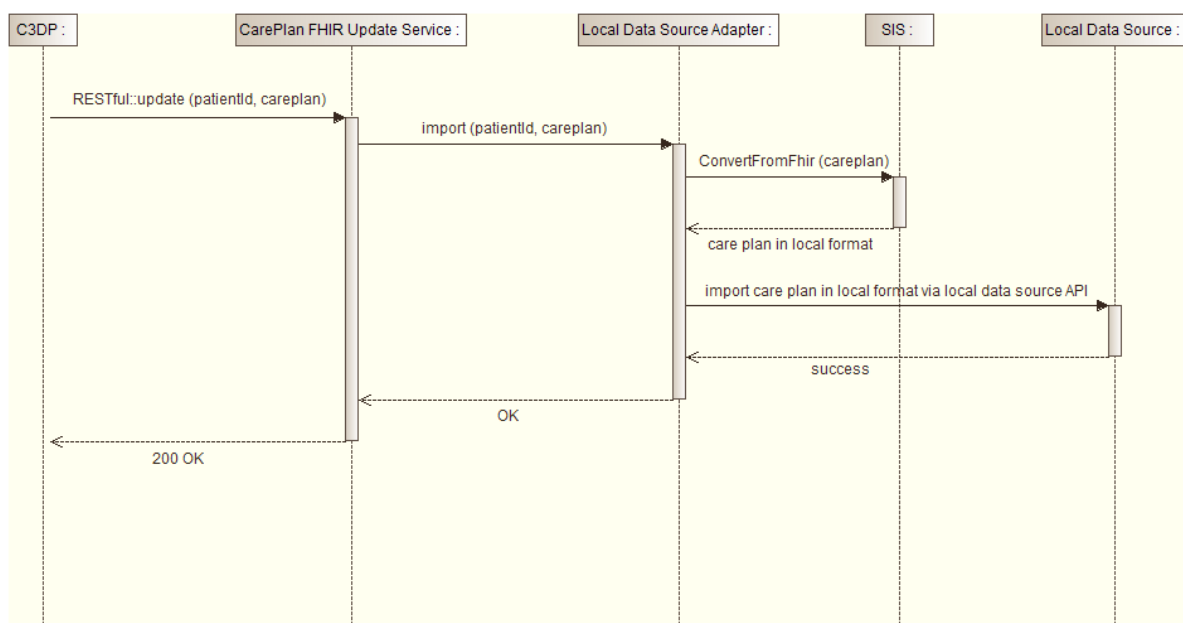 C3DP :
CarePlan FHIR Update Service :
Local Data Source Adapter :
SIS :
Local Data Source :
RESTful::update (patientId, careplan)
import (patientId, careplan)
ConvertFromFhir (careplan)
care plan in local format
import care plan in local format via local data source API
success
OK
200 OK